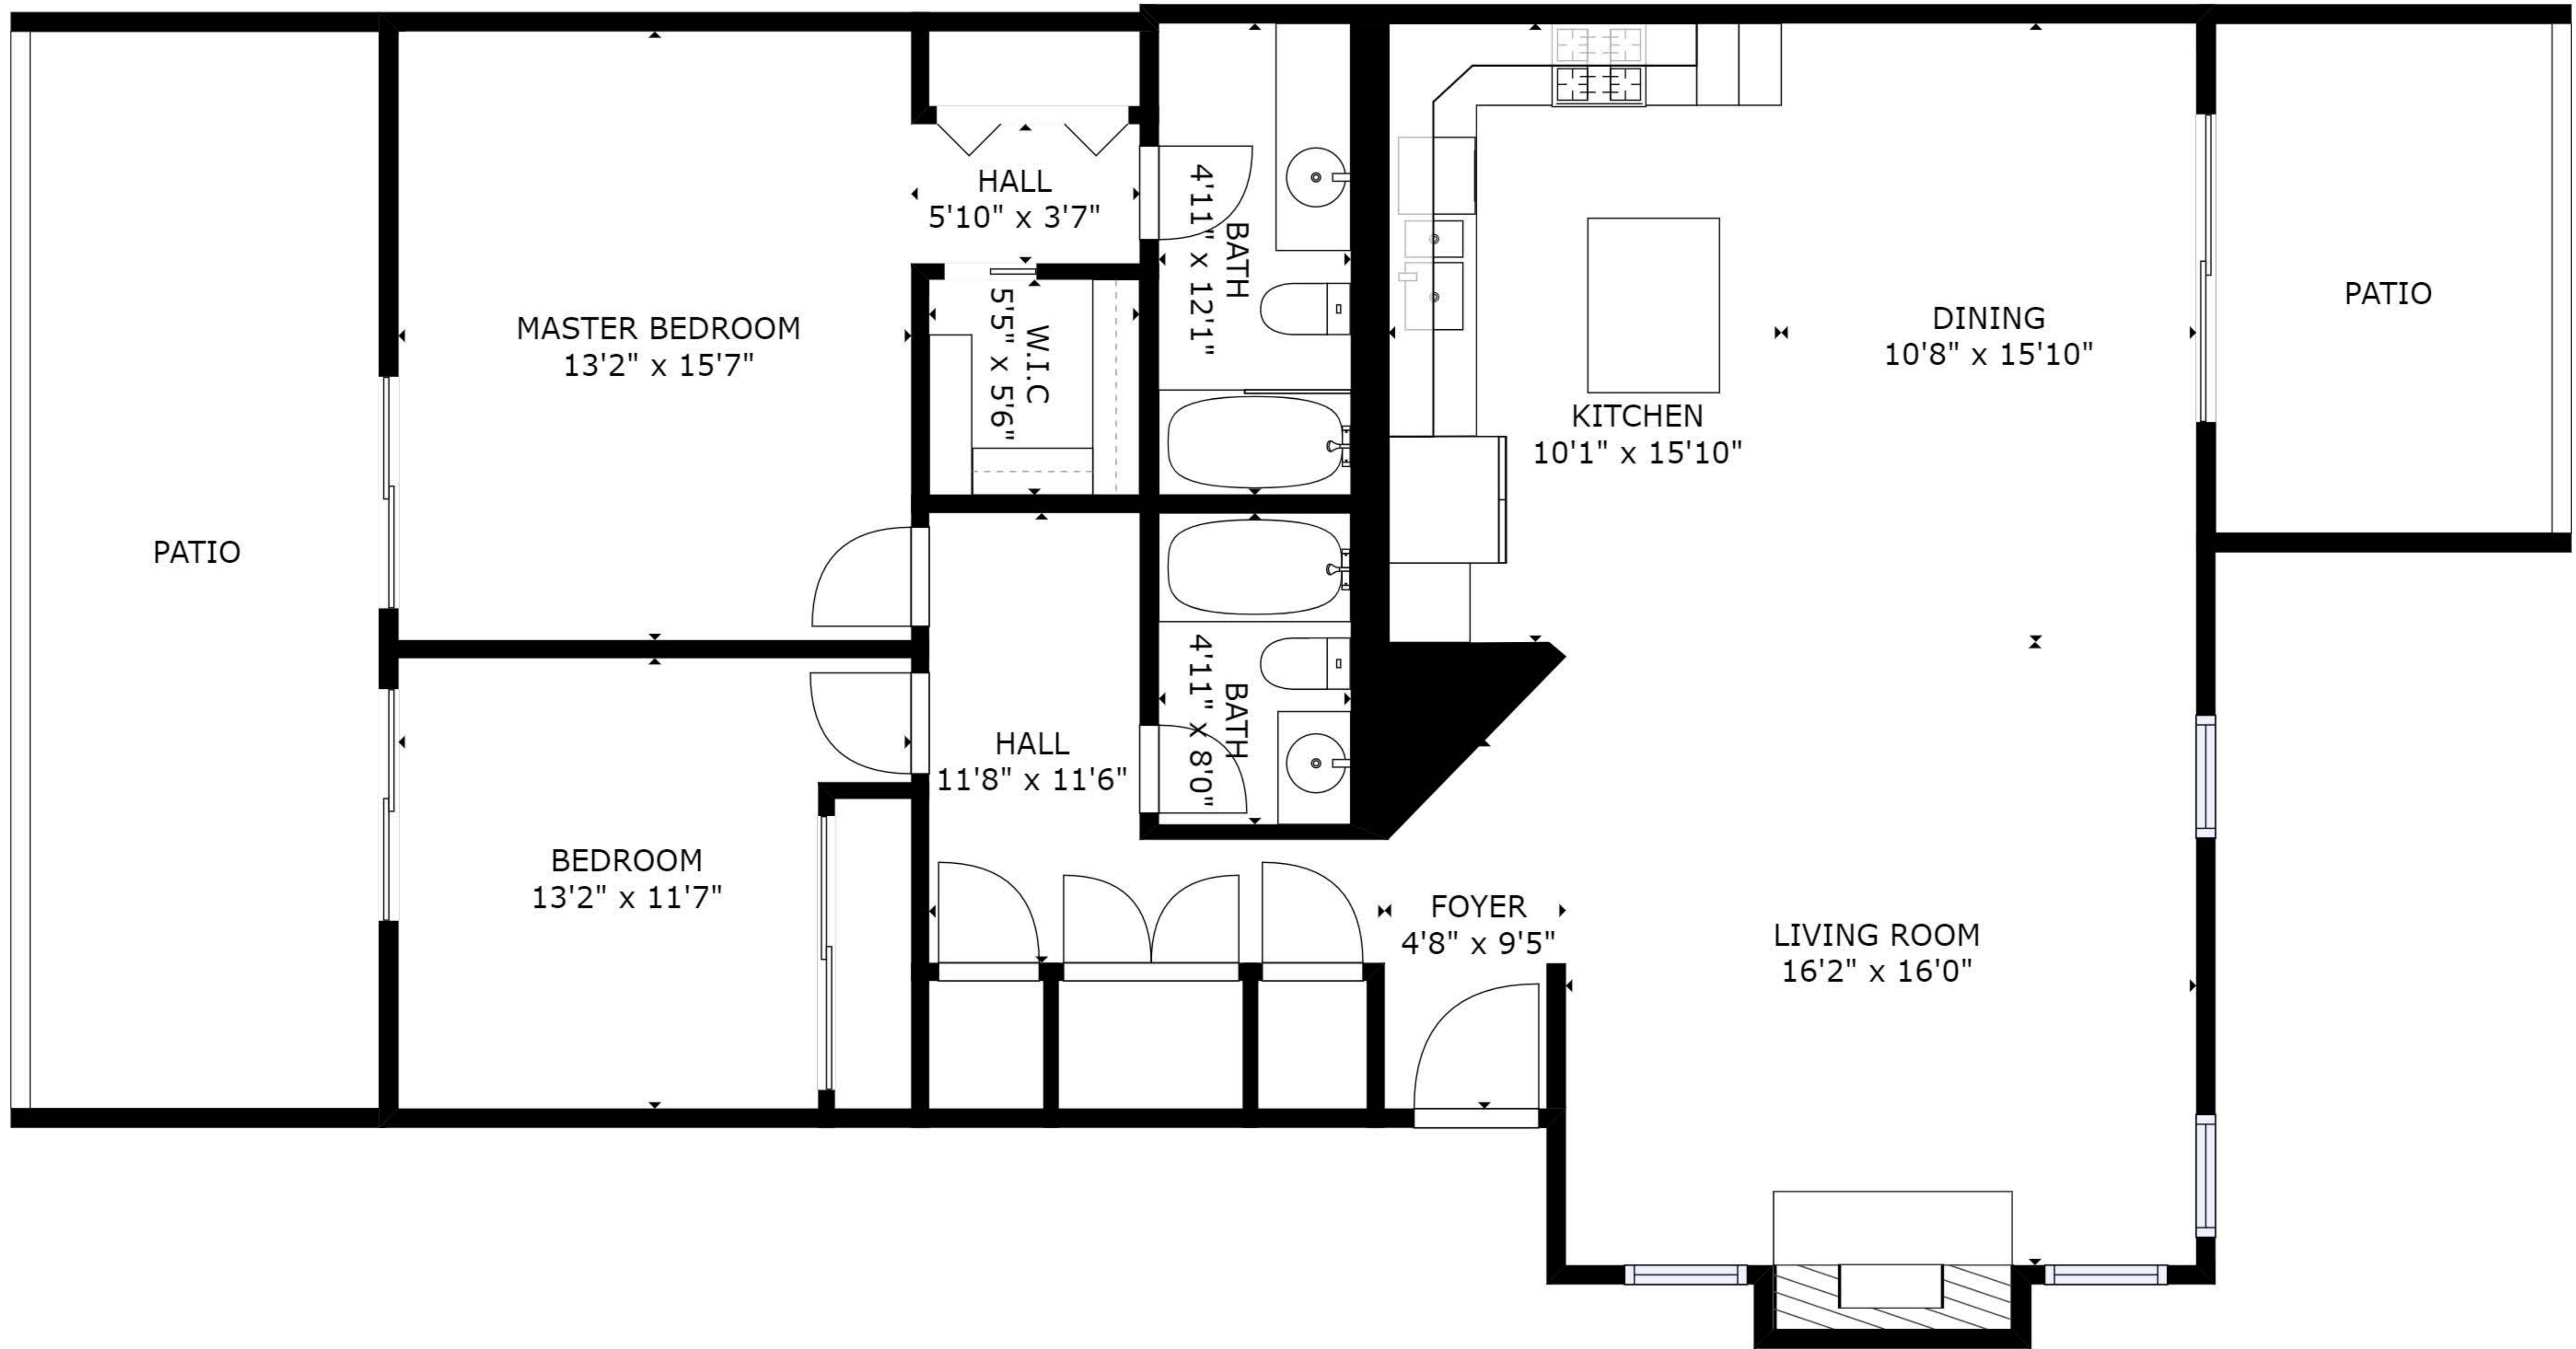 HALL
5'10" x 3'7"
BATH
4'11" x 12'1"
MASTER BEDROOM
13'2" x 15'7"
W.I.C
5'5" x 5'6"
PATIO
DINING
10'8" x 15'10"
KITCHEN
10'1" x 15'10"
PATIO
HALL
11'8" x 11'6"
BATH
4'11" x 8'0"
BEDROOM
13'2" x 11'7"
FOYER
4'8" x 9'5"
LIVING ROOM
16'2" x 16'0"